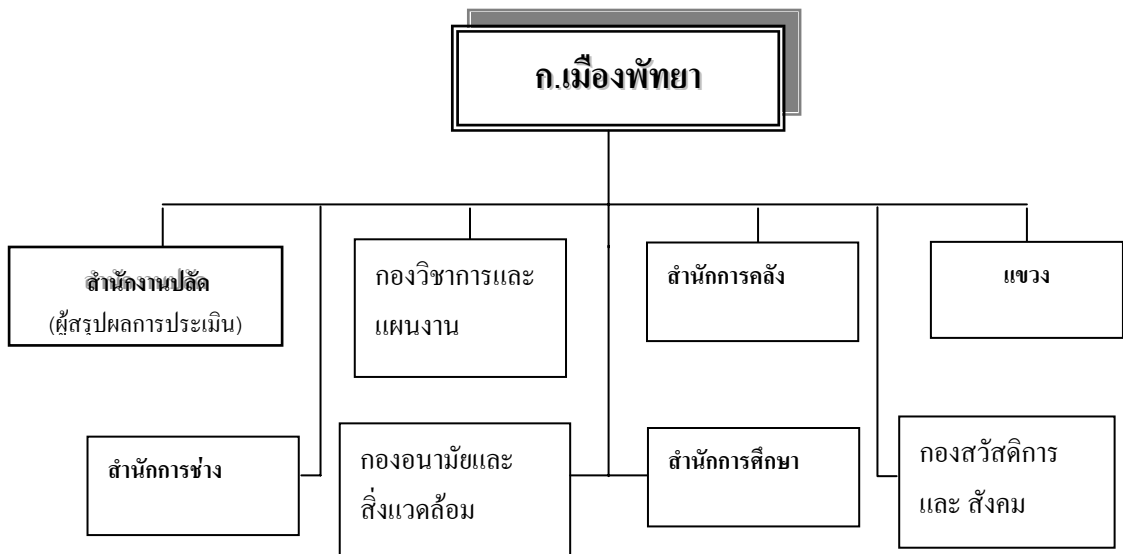 ก.เมืองพัทยา
สำนักงานปลัด
(ผู้สรุปผลการประเมิน)
กองวิชาการและ
แผนงาน
สำนักการคลัง
แขวง
สำนักการช่าง
กองอนามัยและ
สิ่งแวดล้อม
สำนักการศึกษา
กองสวัสดิการ
และ สังคม